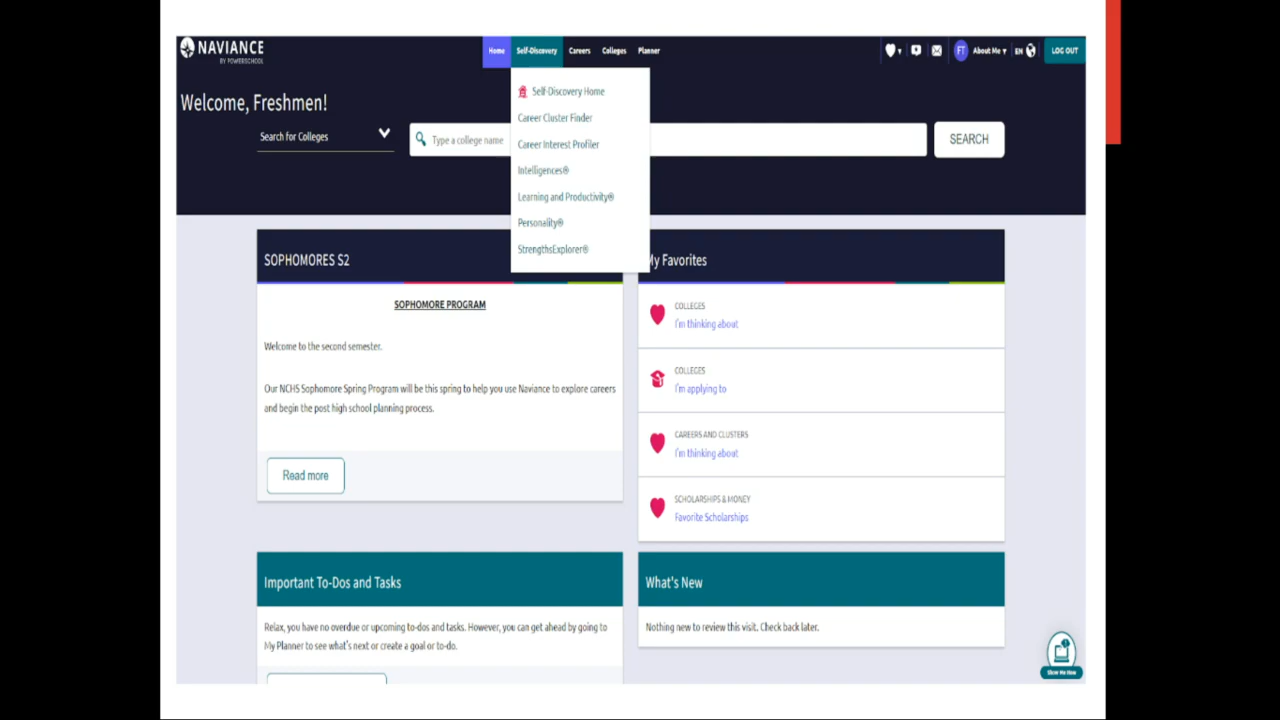 NAVIANCE
BY POWERSCHOOL
Home Self-Discovery Careers Colleges Planner
FT About Me EN LOG OUT
Self-Discovery Home
Career Cluster Finder
Career Interest Profiler
Intelligences®
Learning and Productivity®
Personality®
StrengthsExplorer®
Welcome, Freshmen!
Search for Colleges
Type a college name
SEARCH
SOPHOMORES S2
SOPHOMORE PROGRAM
Welcome to the second semester.
Our NCHS Sophomore Spring Program will be this spring to help you use Naviance to explore careers
and begin the post high school planning process.
Read more
My Favorites
COLLEGES
I'm thinking about
COLLEGES
I'm applying to
CAREERS AND CLUSTERS
I'm thinking about
SCHOLARSHIPS & MONEY
Favorite Scholarships
Important To-Dos and Tasks
Relax, you have no overdue or upcoming to-dos and tasks. However, you can get ahead by going to
My Planner to see what's next or create a goal or to-do.
What's New
Nothing new to review this visit. Check back later.
Show Me Now